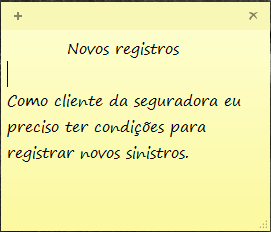 Novos registros
Como cliente da seguradora eu
preciso ter condições para
registrar novos sinistros.